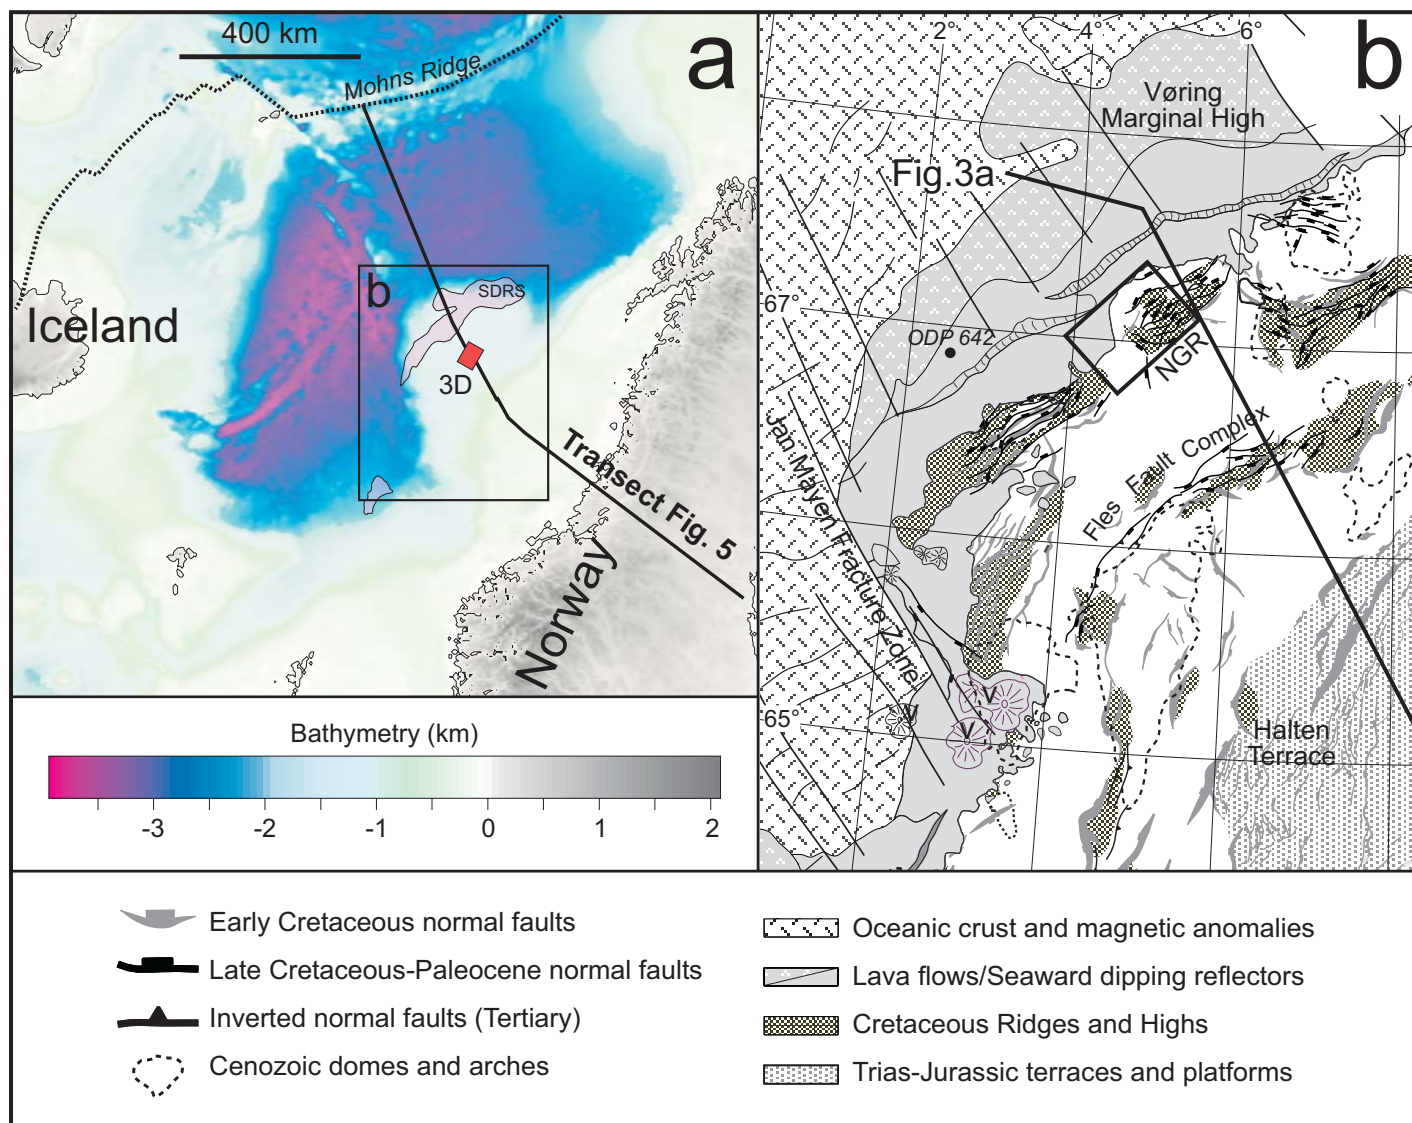 400 km
a
Mohns Ridge
b
SDRS
Iceland
3D
Transect Fig. 5
Norway
b
2°
4°
6°
Vøring
Marginal High
Fig.3a
67°
ODP 642
NGR
Fles Fault Complex
Jan Mayen Fracture Zone
V
V
V
65°
Halten
Terrace
Bathymetry (km)
-3
-2
-1
0
1
2
Early Cretaceous normal faults
Late Cretaceous-Paleocene normal faults
Inverted normal faults (Tertiary)
Cenozoic domes and arches
Oceanic crust and magnetic anomalies
Lava flows/Seaward dipping reflectors
Cretaceous Ridges and Highs
Trias-Jurassic terraces and platforms